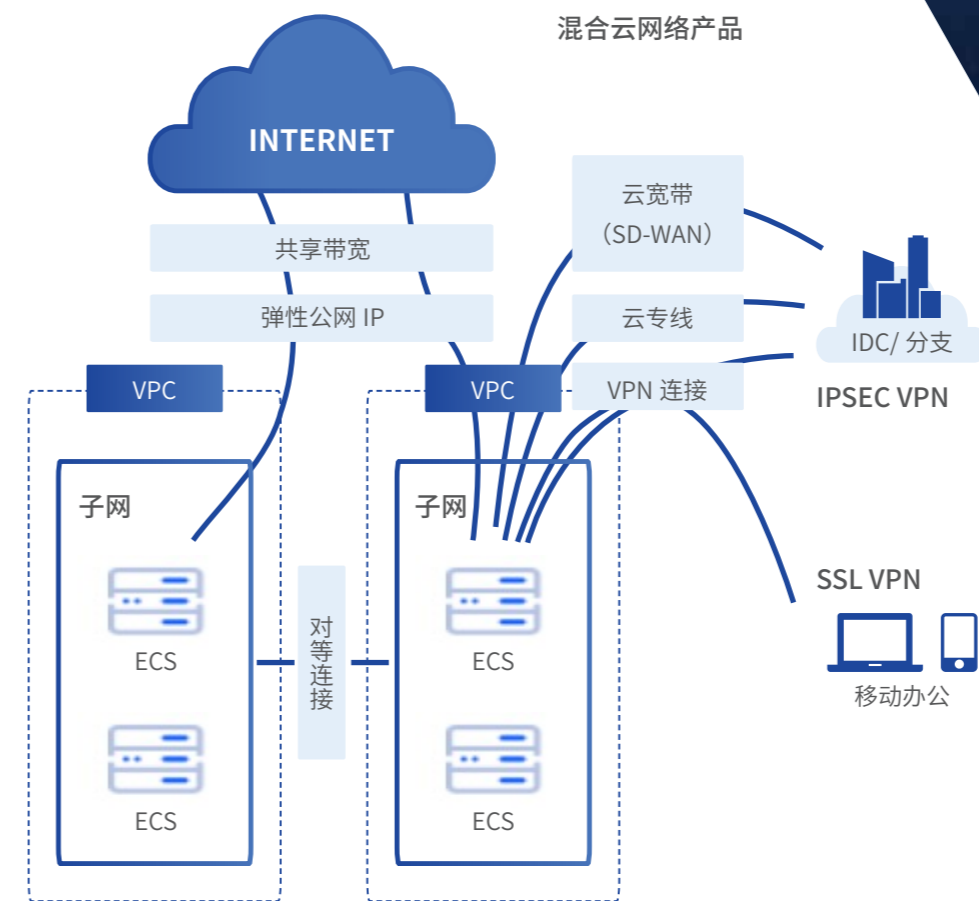 混合云网络产品
INTERNET
云宽带
（SD-WAN）
共享带宽
弹性公网 IP
云专线
IDC/ 分支
VPC
VPC
VPN 连接
IPSEC VPN
子网
子网
SSL VPN
对等连接
ECS
ECS
移动办公
ECS
ECS